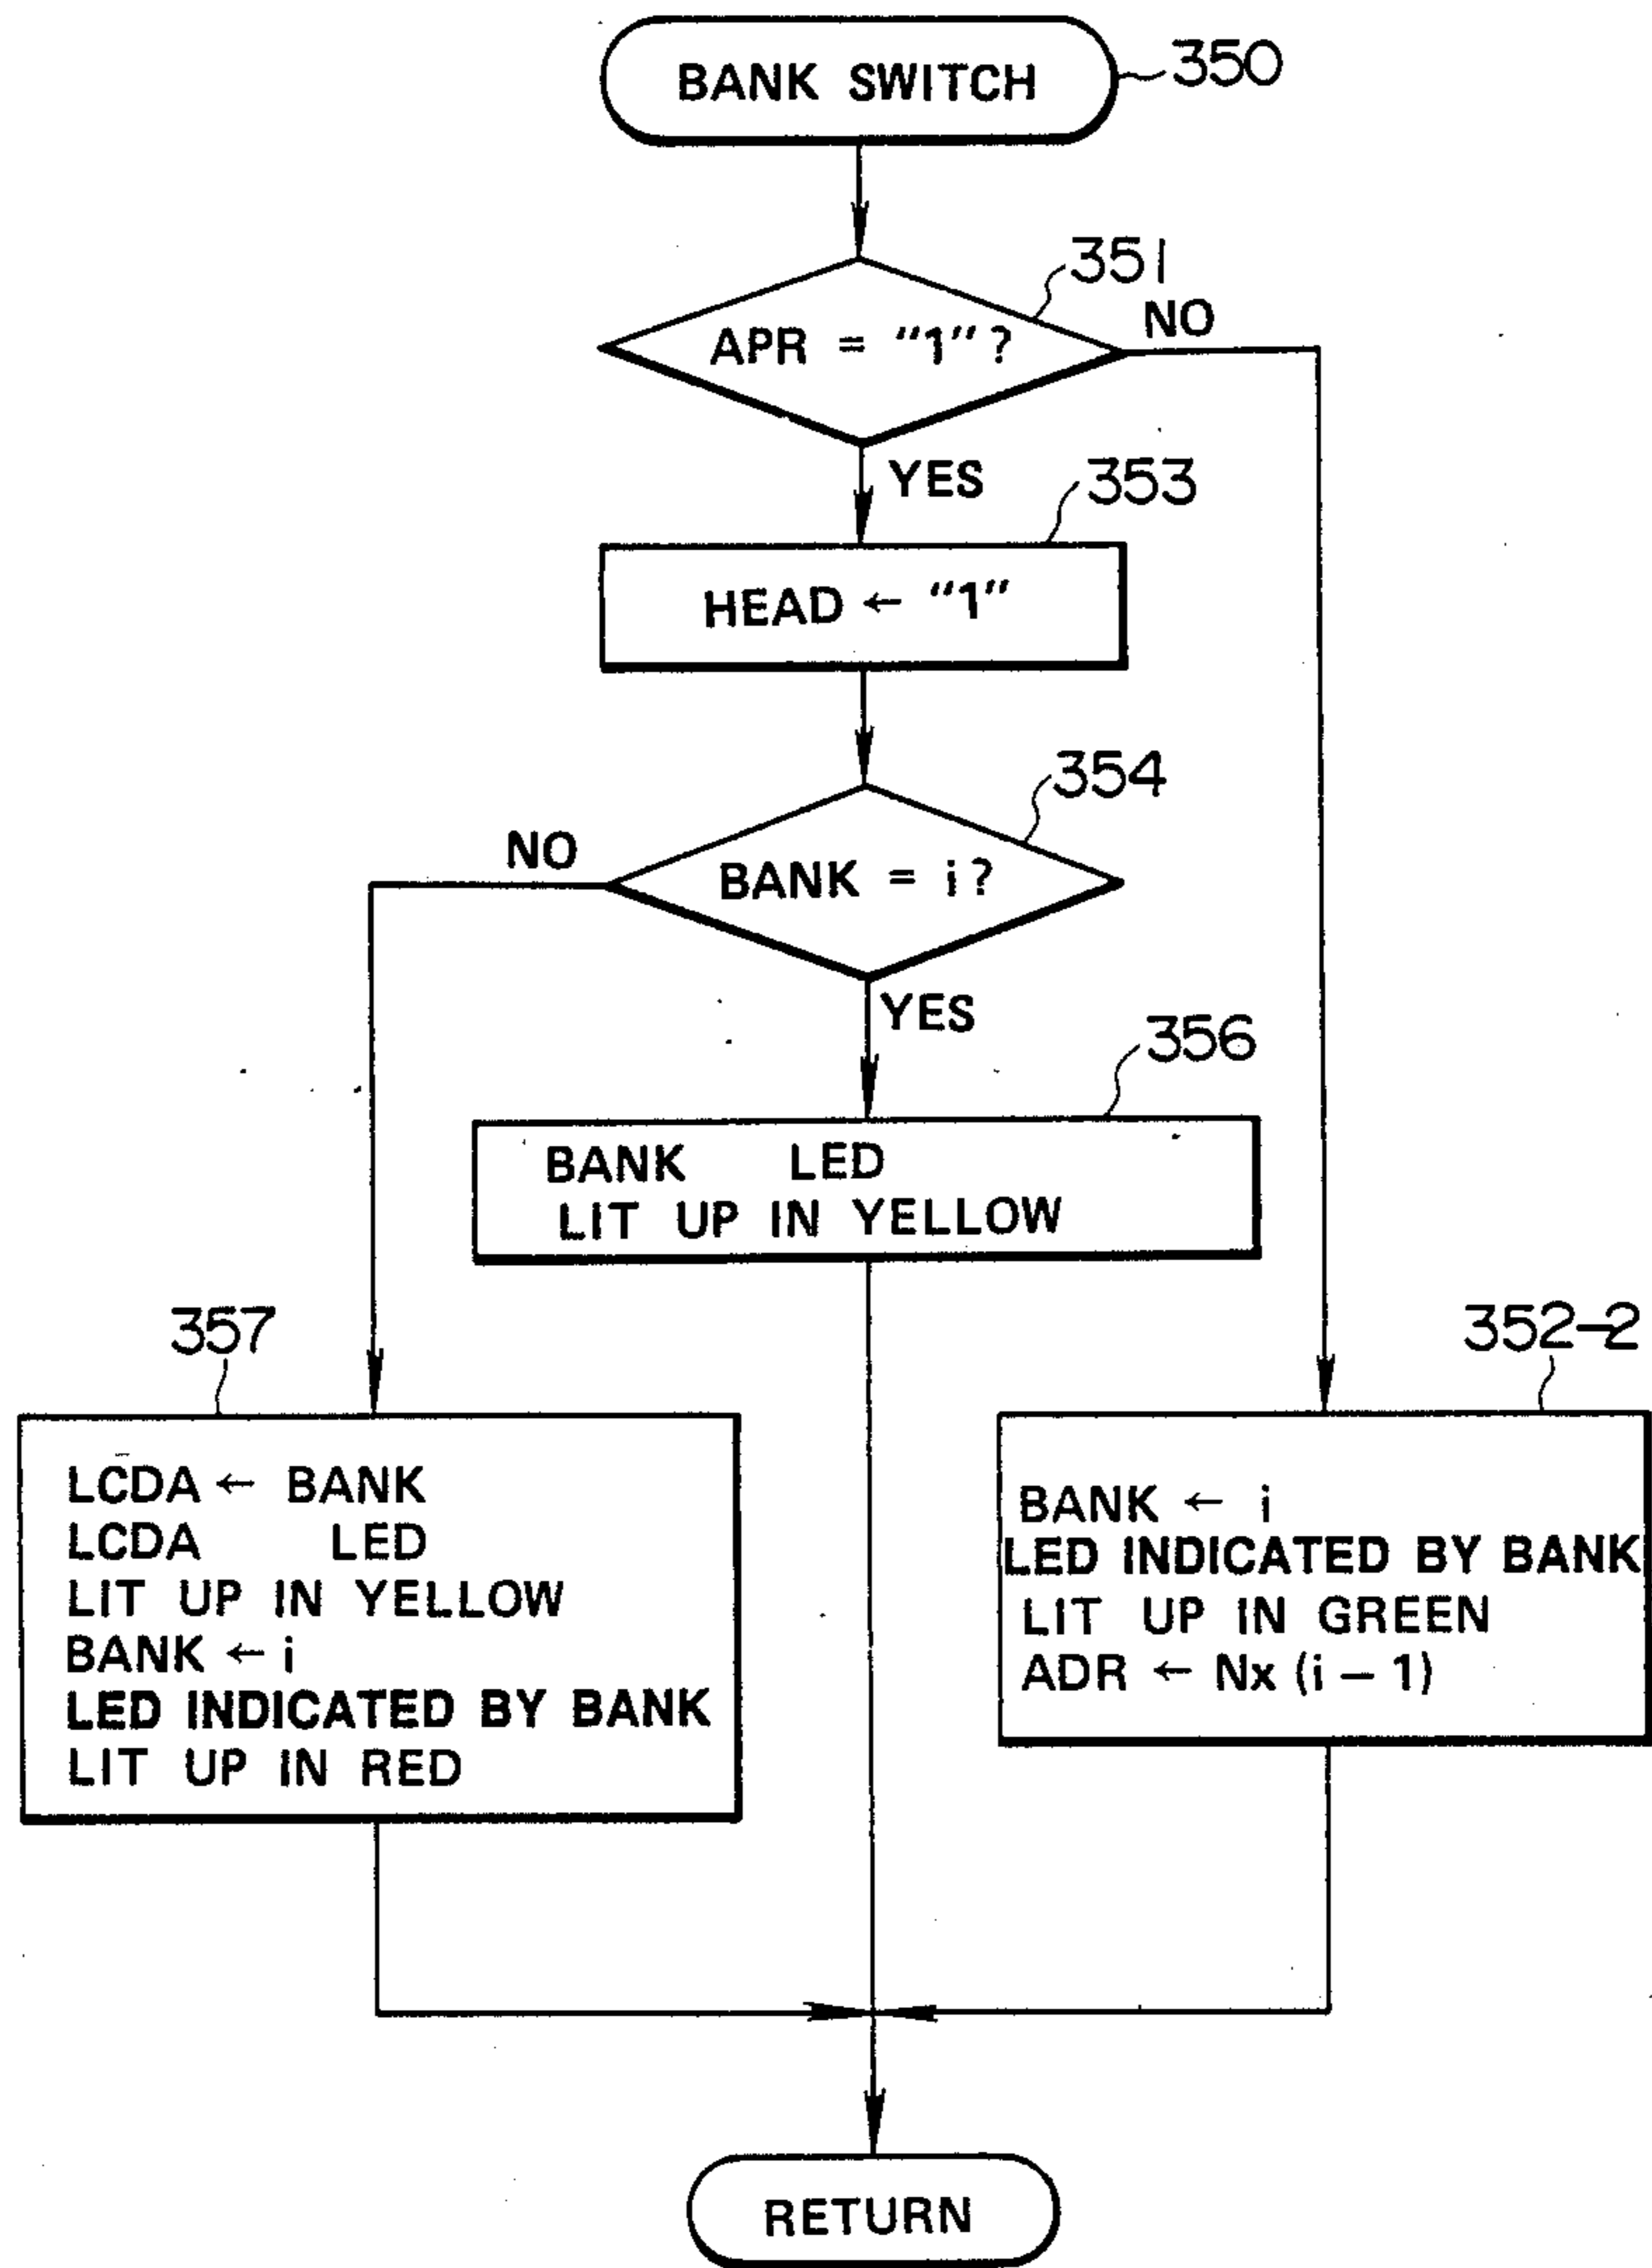 BANK SWITCH
350
351
APR = "1"?
NO
YES
353
HEAD ← "1"
354
NO
BANK = i?
YES
356
BANK LED
LIT UP IN YELLOW
357
LCDA ← BANK
LCDA LED
LIT UP IN YELLOW
BANK ← i
LED INDICATED BY BANK
LIT UP IN RED
352-2
BANK ← i
LED INDICATED BY BANK
LIT UP IN GREEN
ADR ← Nx (i – 1)
RETURN